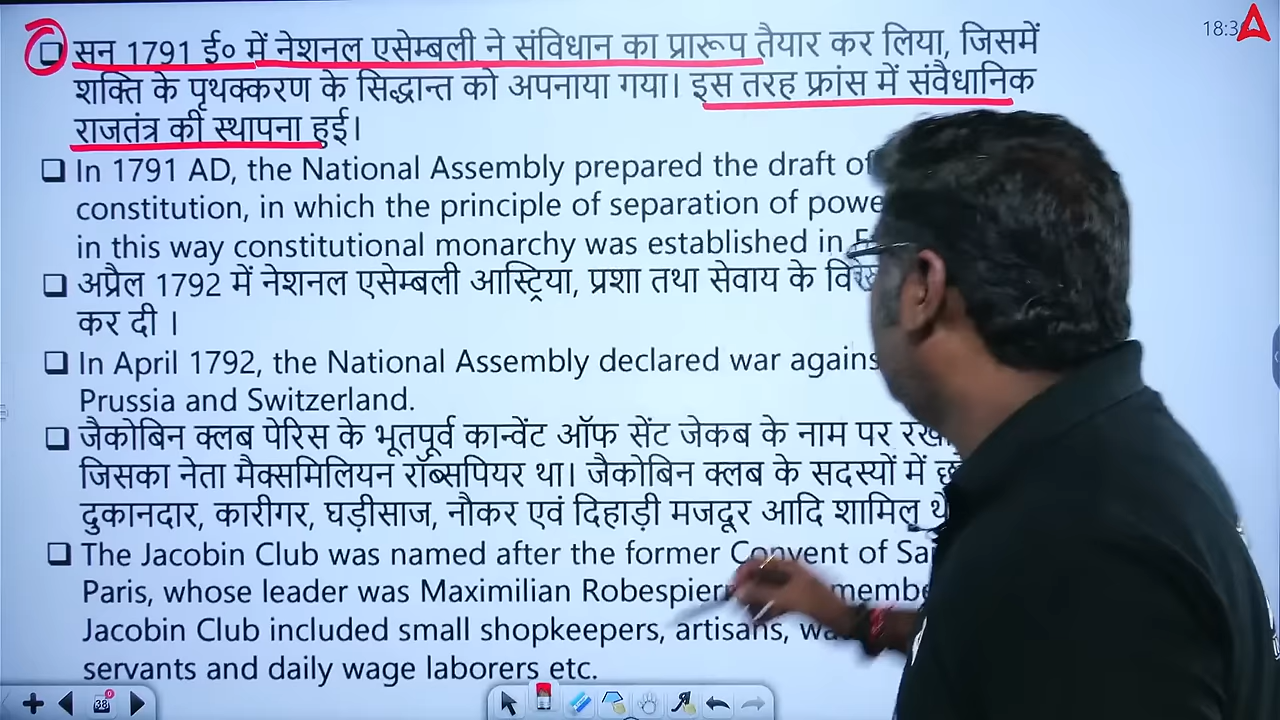 18:3
सन 1791 ई० में नेशनल एसेम्बली ने संविधान का प्रारूप तैयार कर लिया, जिसमें
शक्ति के पृथक्करण के सिद्धान्त को अपनाया गया। इस तरह फ्रांस में संवैधानिक
राजतंत्र की स्थापना हुई।
In 1791 AD, the National Assembly prepared the draft of
constitution, in which the principle of separation of powe
in this way constitutional monarchy was established in
अप्रैल 1792 में नेशनल एसेम्बली आस्ट्रिया, प्रशा तथा सेवाय के
कर दी ।
In April 1792, the National Assembly declared war agains
Prussia and Switzerland.
जैकोबिन क्लब पेरिस के भूतपूर्व कान्वेंट ऑफ सेंट जेकब के नाम पर
जिसका नेता मैक्समिलियन रॉब्सपियर था। जैकोबिन क्लब के सदस्यों में
दुकानदार, कारीगर, घड़ीसाज, नौकर एवं दिहाड़ी मजदूर आदि शामिल
The Jacobin Club was named after the former Convent of
Paris, whose leader was Maximilian Robespierr membe
Jacobin Club included small shopkeepers, artisans,
servants and daily wage laborers etc.
38